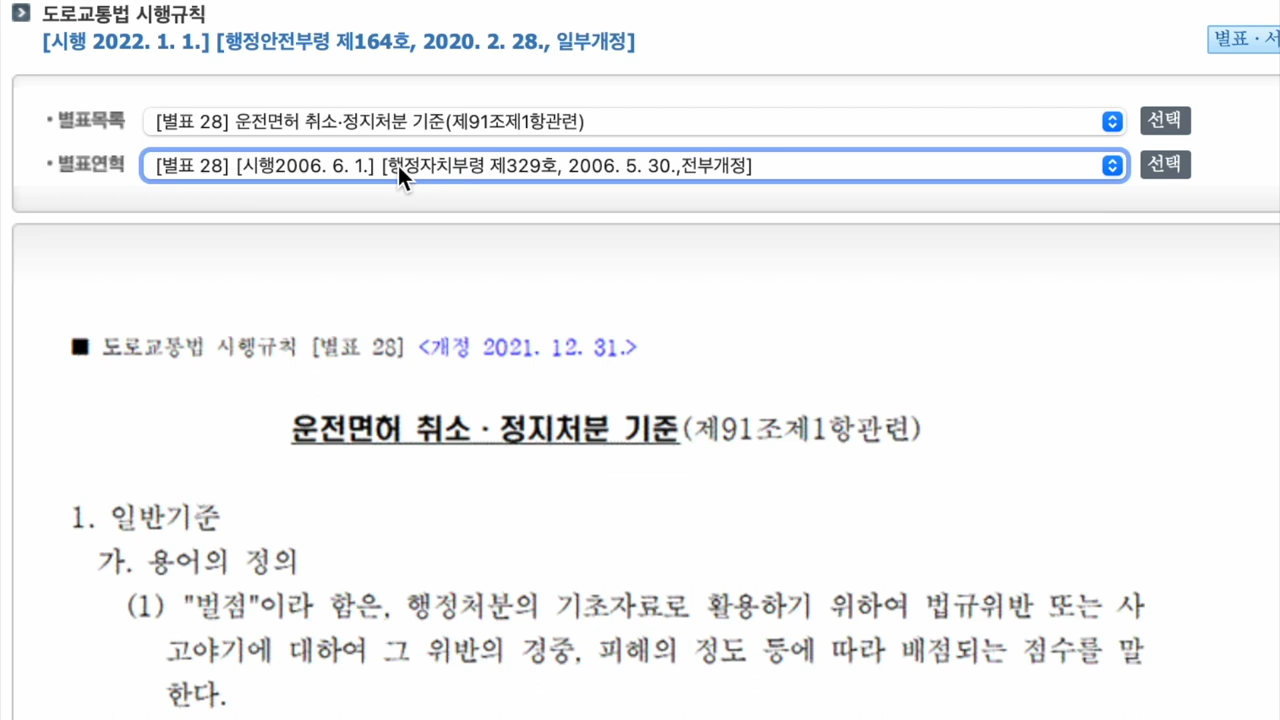 도로교통법 시행규칙
[시행 2022. 1. 1.] [행정안전부령 제164호, 2020. 2. 28., 일부개정]
별표 · 서
• 별표목록 [별표 28] 운전면허 취소·정지처분 기준(제91조제1항관련) 선택
• 별표연혁 [별표 28] [시행2006. 6. 1.] [행정자치부령 제329호, 2006. 5. 30.,전부개정] 선택
■ 도로교통법 시행규칙 [별표 28] <개정 2021. 12. 31.>
운전면허 취소 · 정지처분 기준(제91조제1항관련)
1. 일반기준
가. 용어의 정의
(1) "벌점"이라 함은, 행정처분의 기초자료로 활용하기 위하여 법규위반 또는 사
고야기에 대하여 그 위반의 경중, 피해의 정도 등에 따라 배점되는 점수를 말
한다.